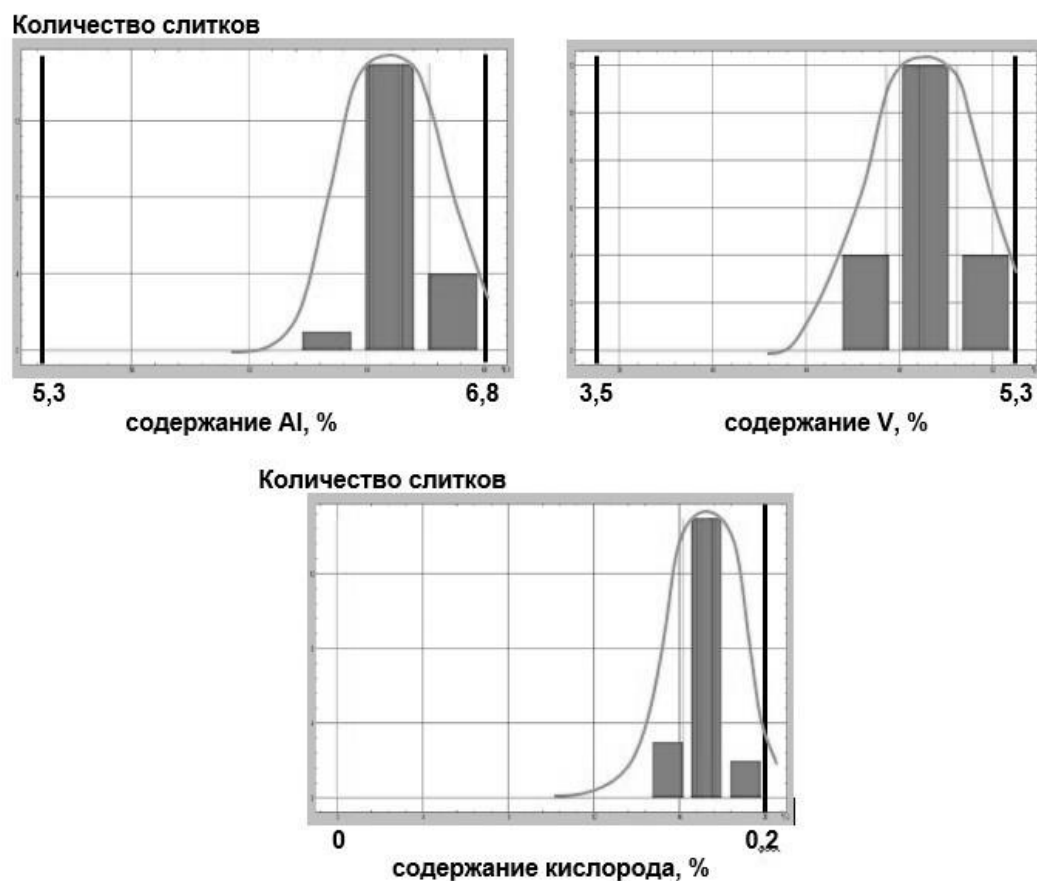 Количество слитков
5,3
6,8
содержание Al, %
3,5
5,3
содержание V, %
Количество слитков
0
0,2
содержание кислорода, %